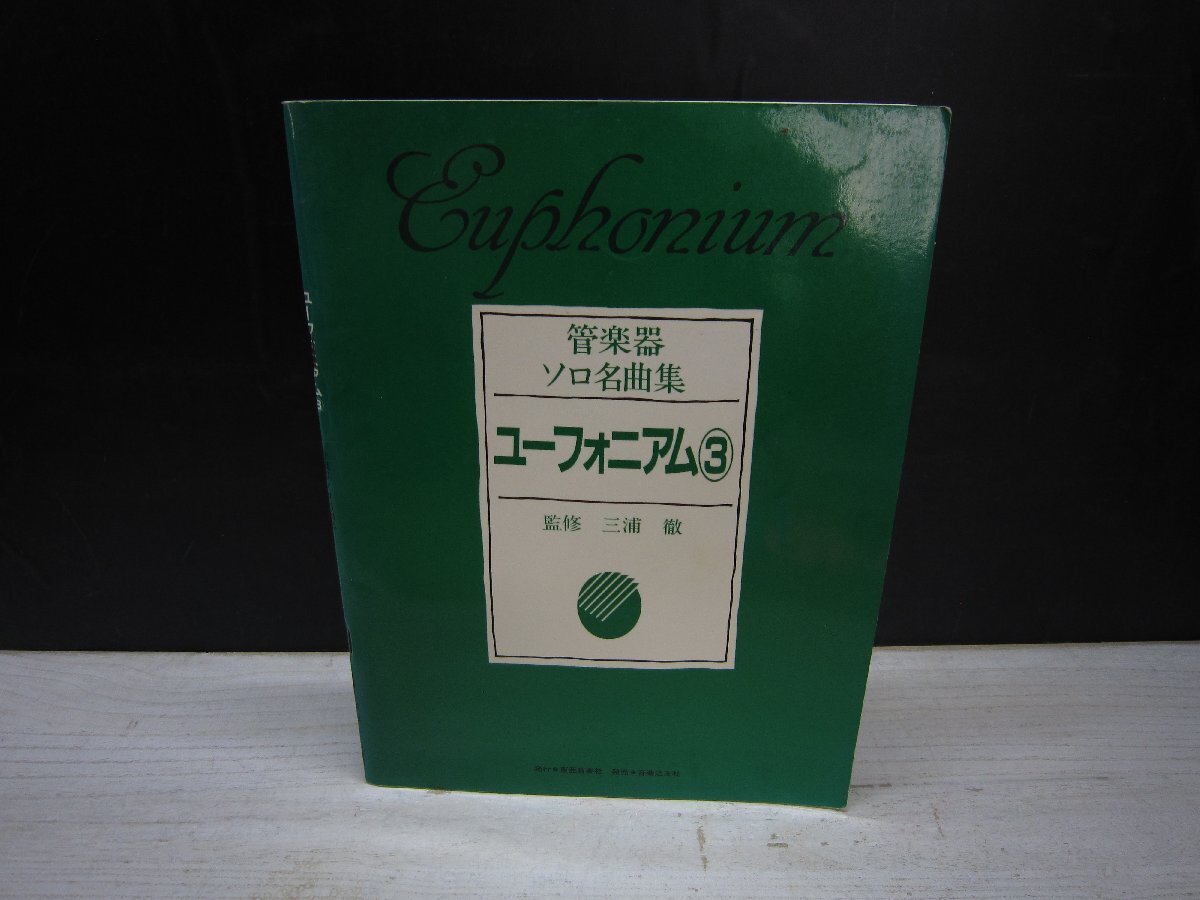 Euphonium
管楽器
ソロ名曲集
ユーフォニアム③
監修 三浦 徹